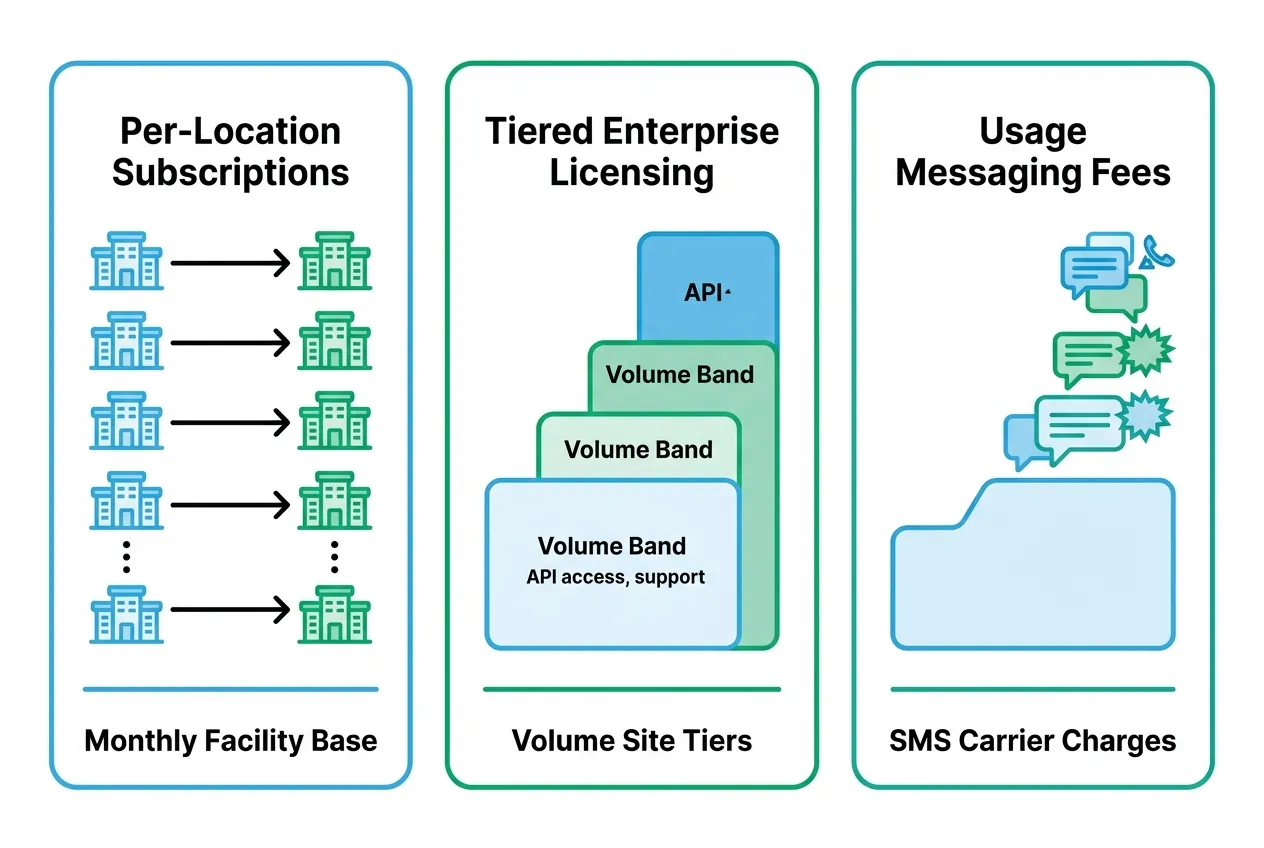 Per-Location
Subscriptions
Monthly Facility Base
Tiered Enterprise
Licensing
API
Volume Band
Volume Band
Volume Band
API access, support
Volume Site Tiers
Usage
Messaging Fees
SMS Carrier Charges